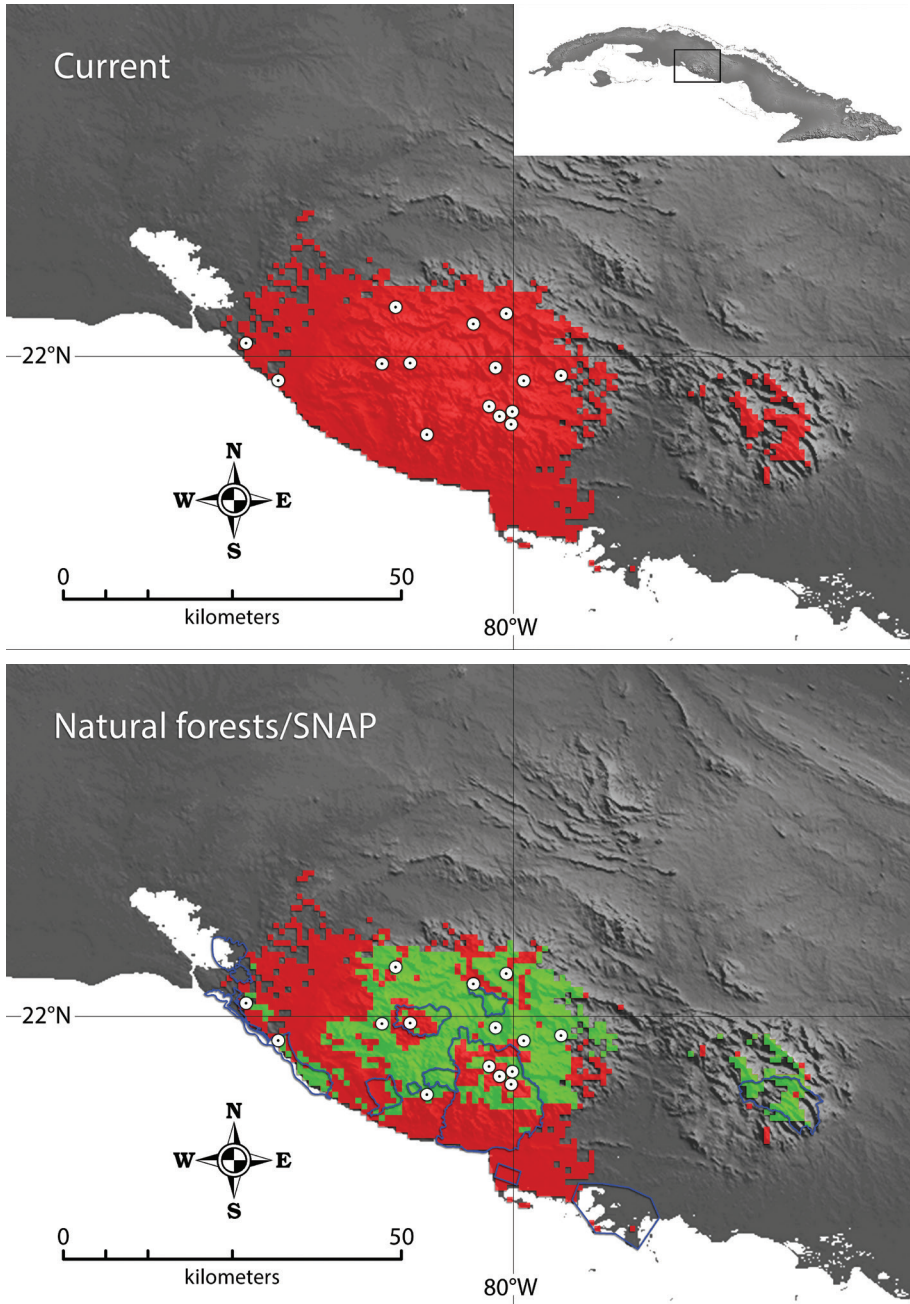 Current
22°N
N
W E
S
0 50
kilometers
80°W
Natural forests/SNAP
22°N
N
W E
S
0 50
kilometers
80°W